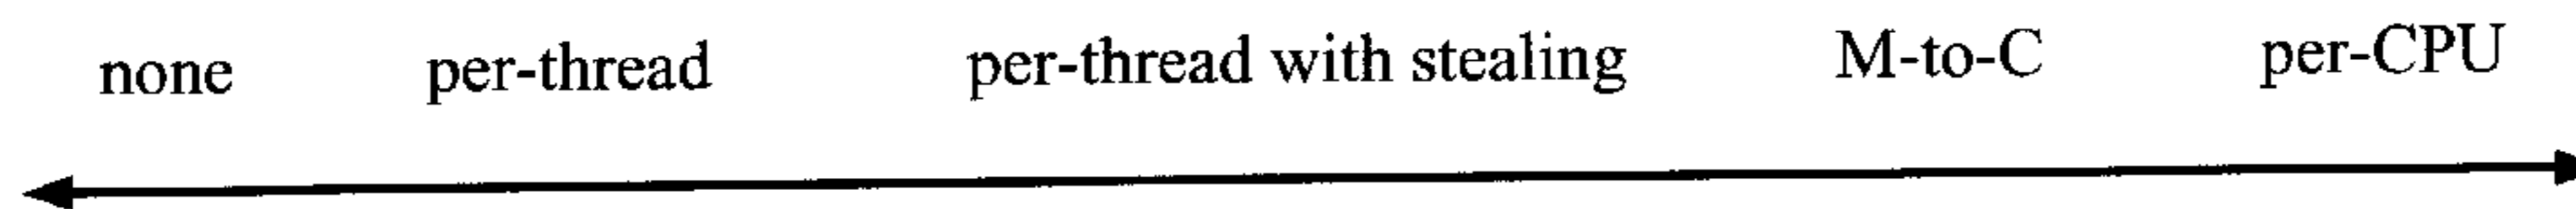 none per-thread per-thread with stealing M-to-C per-CPU